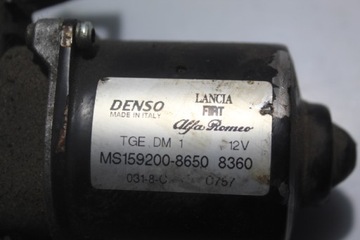 DENSO
MADE IN ITALY
LANCIA
FIAT
Alfa Romeo
TGE.DM 1 12V
MS159200-8650 8360
031-8-C 0757